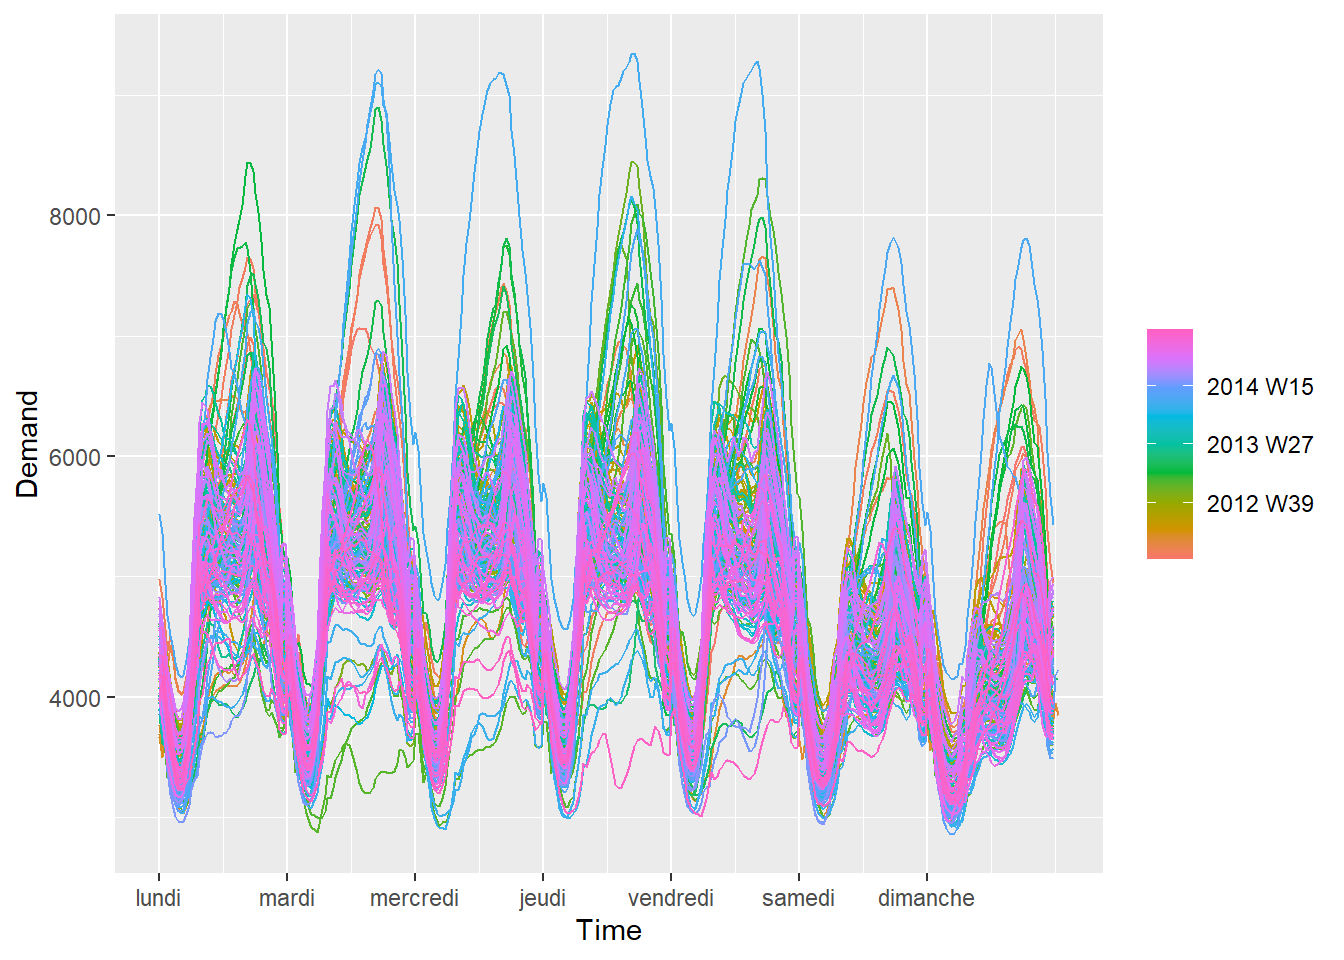 Demand
8000
6000
4000
lundi mardi mercredi jeudi vendredi samedi dimanche
Time
2014 W15
2013 W27
2012 W39